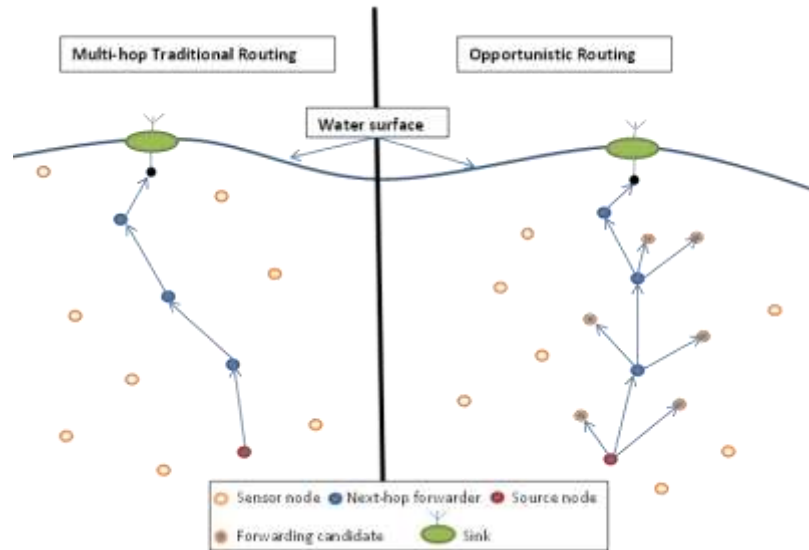 Multi-hop Traditional Routing
Opportunistic Routing
Water surface
Sensor node
Next-hop forwarder
Source node
Forwarding candidate
Sink